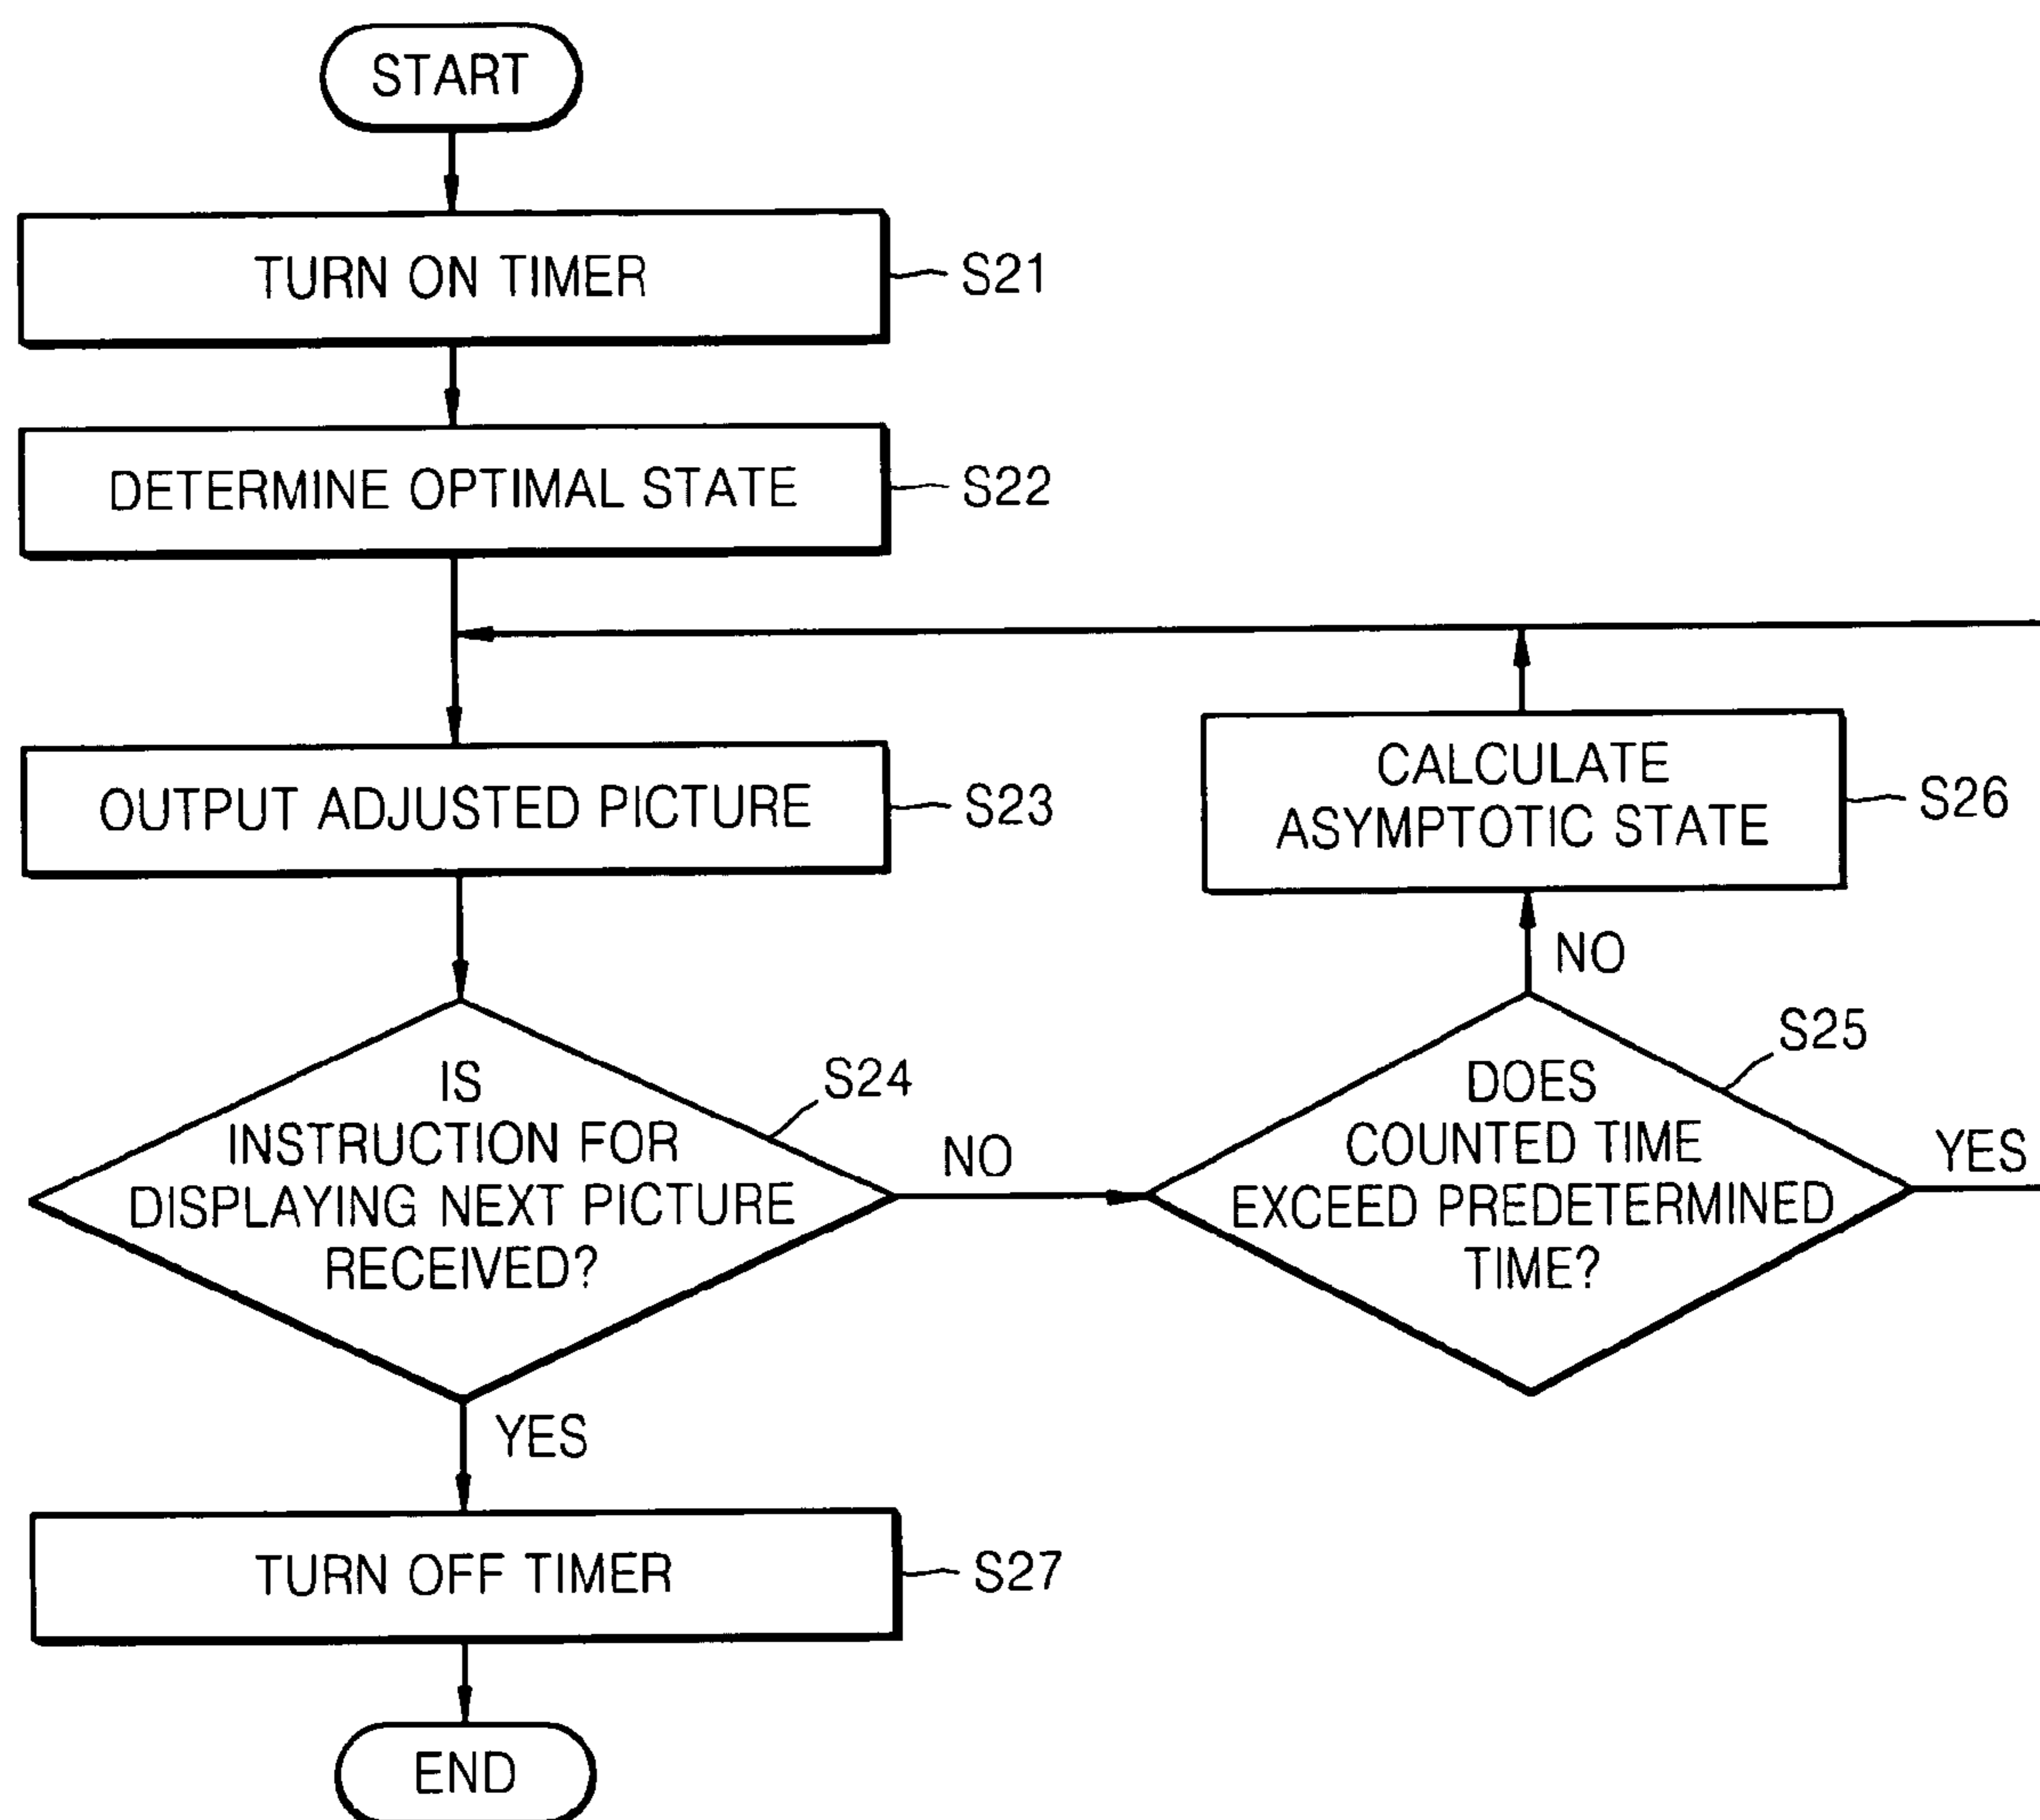 START
TURN ON TIMER
S21
DETERMINE OPTIMAL STATE
S22
OUTPUT ADJUSTED PICTURE
S23
CALCULATE
ASYMPTOTIC STATE
S26
NO
IS
INSTRUCTION FOR
DISPLAYING NEXT PICTURE
RECEIVED?
S24
NO
DOES
COUNTED TIME
EXCEED PREDETERMINED
TIME?
S25
YES
YES
TURN OFF TIMER
S27
END